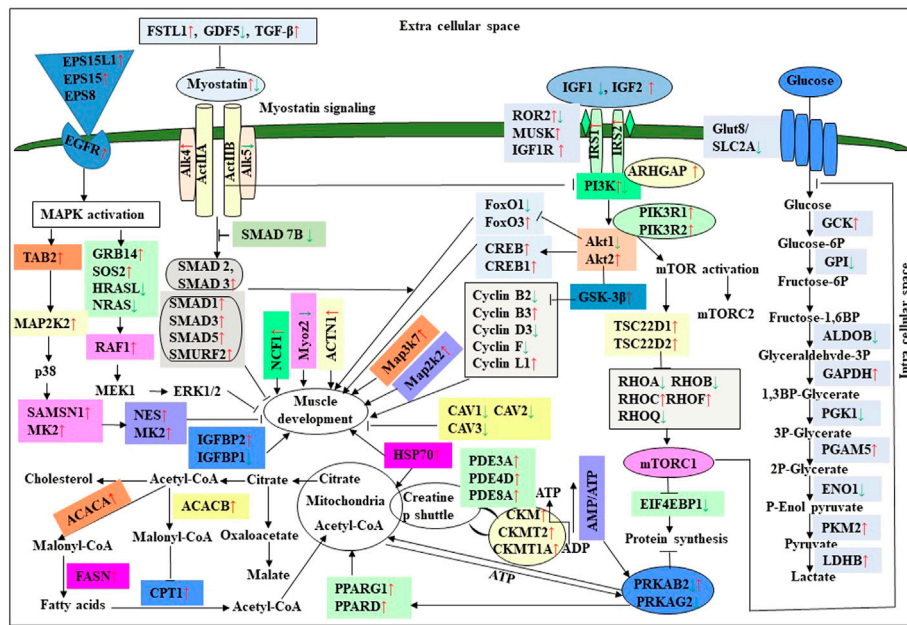 Extra cellular space
FSTL1↑, GDF5↓, TGF-β↑
EPS15L1↑
EPS15↑
EPS8
EGFR↑
Myostatin↑↓
Myostatin signaling
Alk4↑
ActIIA
ActIIB
Alk5↓
IGF1↓, IGF2 ↑
ROR2↑↓
MUSK↑
IGF1R ↑
IRS1
IRS2
Glucose
Glut8/
SLC2A↓
ARHGAP ↑
PI3K↑↓
PIK3R1↑
PIK3R2↑
MAPK activation
TAB2↑
GRB14↑
SOS2↑
HRASL↓
NRAS↓
MAP2K2↑
RAF1↑
p38
MEK1
ERK1/2
SAMSN1↑
MK2↑
NES↑
MK2↑
SMAD 7B↓
SMAD 2,
SMAD 3↑
SMAD1↑
SMAD3↑
SMAD5↑
SMURF2↑
FoxO1↓
FoxO3↑
CREB↑
CREB1↑
Akt1↓
Akt2↑
GSK-3β↑
Cyclin B2↓
Cyclin B3↑
Cyclin D3↓
Cyclin F↓
Cyclin L1↑
mTOR activation
mTORC2
TSC22D1↑
TSC22D2↑
RHOA↓ RHOB↓
RHOC↑RHOF↑
RHOQ↓
mTORC1
EIF4EBP1↓
Protein synthesis
PRKAB2↓↑
PRKAG2↓
NCF1↑
Myoz2↓
ACTN1↑
Map3k7↑
Map2k2↑
Muscle
development
IGFBP2↑
IGFBP1↓
CAV1↓ CAV2↓
CAV3↓
HSP70↑
PDE3A↑
PDE4D↑
PDE8A↑
AMP/ATP
Mitochondria
Acetyl-CoA
Creatine
p shuttle
CKM↑
CKMT2↑
CKMT1A↑
ATP
ADP
ATP
Cholesterol
Acetyl-CoA
Citrate
Citrate
ACACA↑
ACACB↑
Malonyl-CoA
Malonyl-CoA
Oxaloacetate
Malate
FASN↑
CPT1↑
Fatty acids
Acetyl-CoA
PPARG1↑
PPARD↑
Glucose
GCK↑
Glucose-6P
GPI↓
Fructose-6P
Fructose-1,6BP
ALDOB↓
Glyceraldehyde-3P
GAPDH↑
1,3BP-Glycerate
PGK1↓
3P-Glycerate
PGAM5↑
2P-Glycerate
ENO1↓
P-Enol pyruvate
PKM2↑
Pyruvate
LDHB↑
Lactate
Intra cellular space